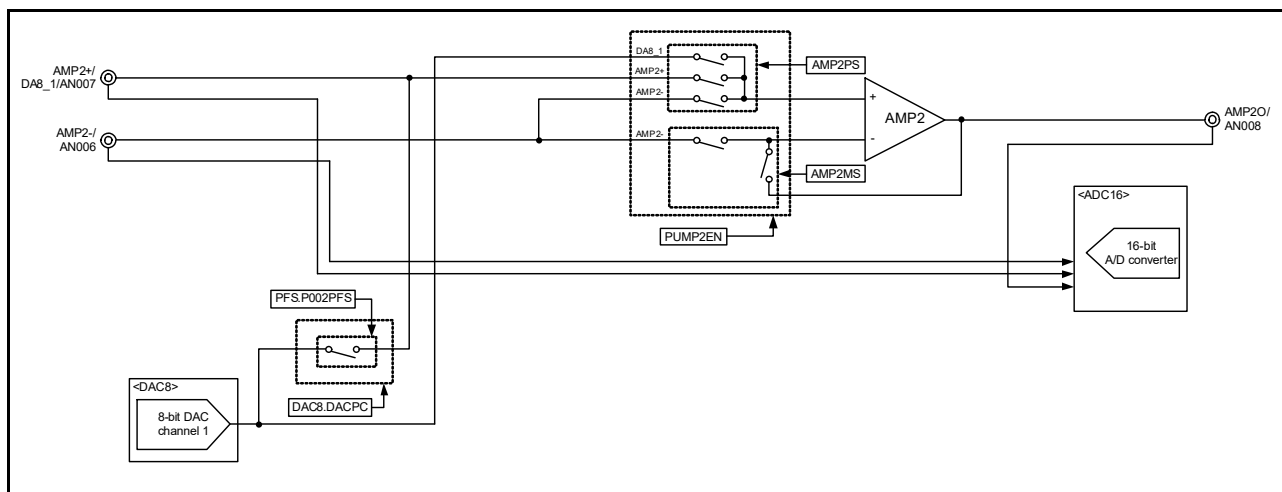 AMP2+/
DA8_1/AN007
AMP2-/
AN006
DA8_1
AMP2+
AMP2-
AMP2-
AMP2PS
+
AMP2
-
AMP2MS
PUMP2EN
AMP2O/
AN008
<ADC16>
16-bit
A/D converter
PFS.P002PFS
DAC8.DACPC
<DAC8>
8-bit DAC
channel 1